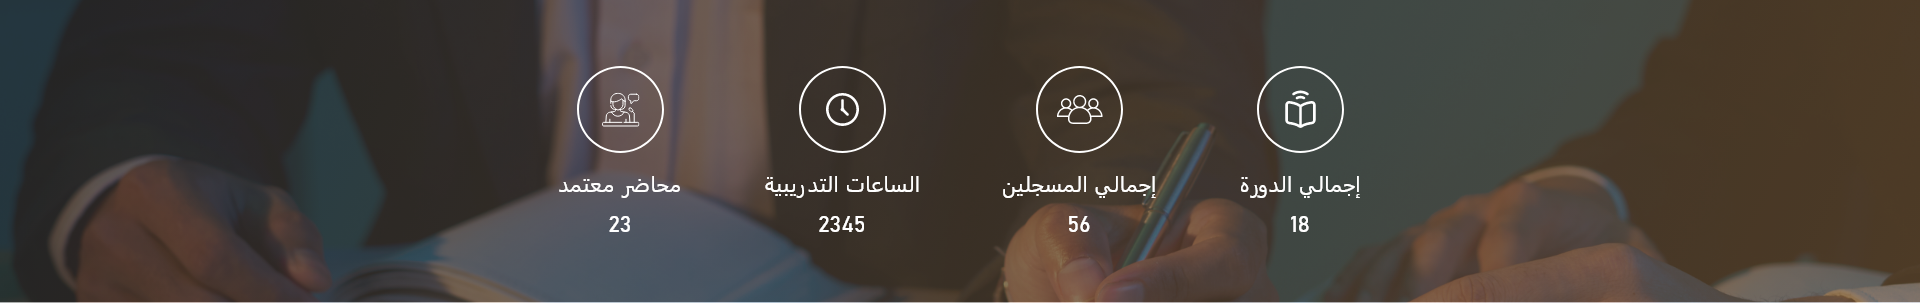 إجمالي الدورة
18
إجمالي المسجلين
56
الساعات التدريبية
2345
محاضر معتمد
23